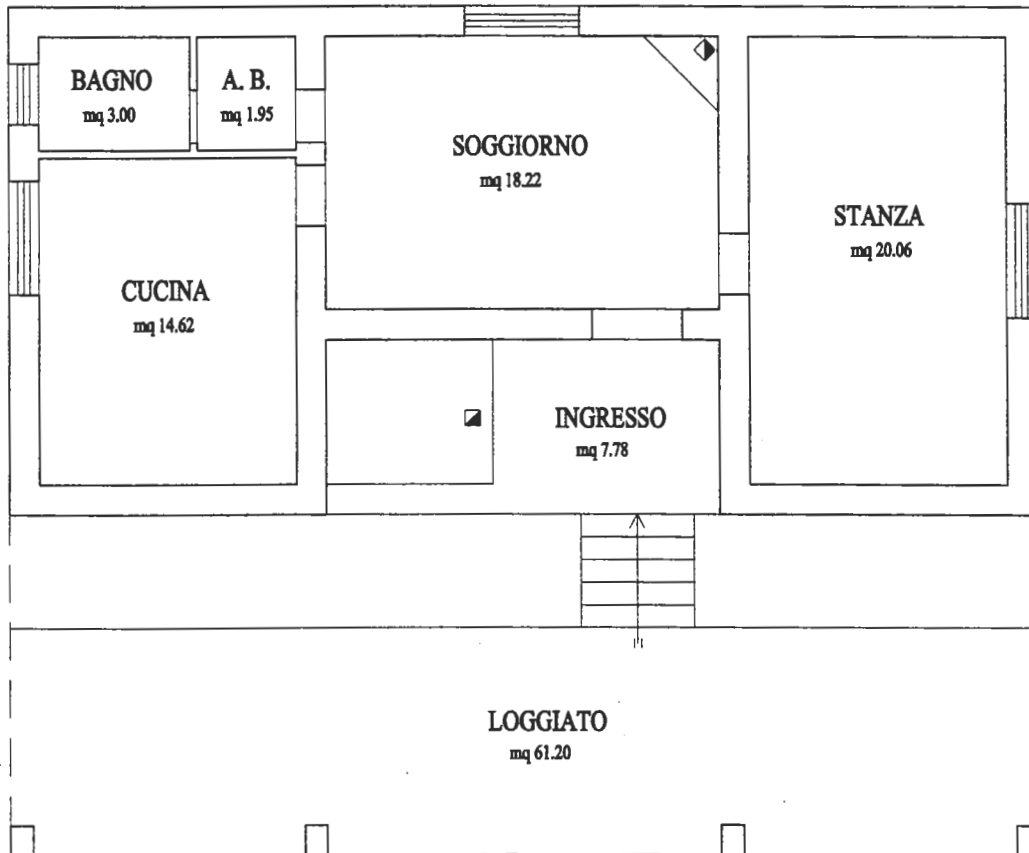 BAGNO
mq 3.00
A. B.
mq 1.95
SOGGIORNO
mq 18.22
STANZA
mq 20.06
CUCINA
mq 14.62
INGRESSO
mq 7.78
LOGGIATO
mq 61.20